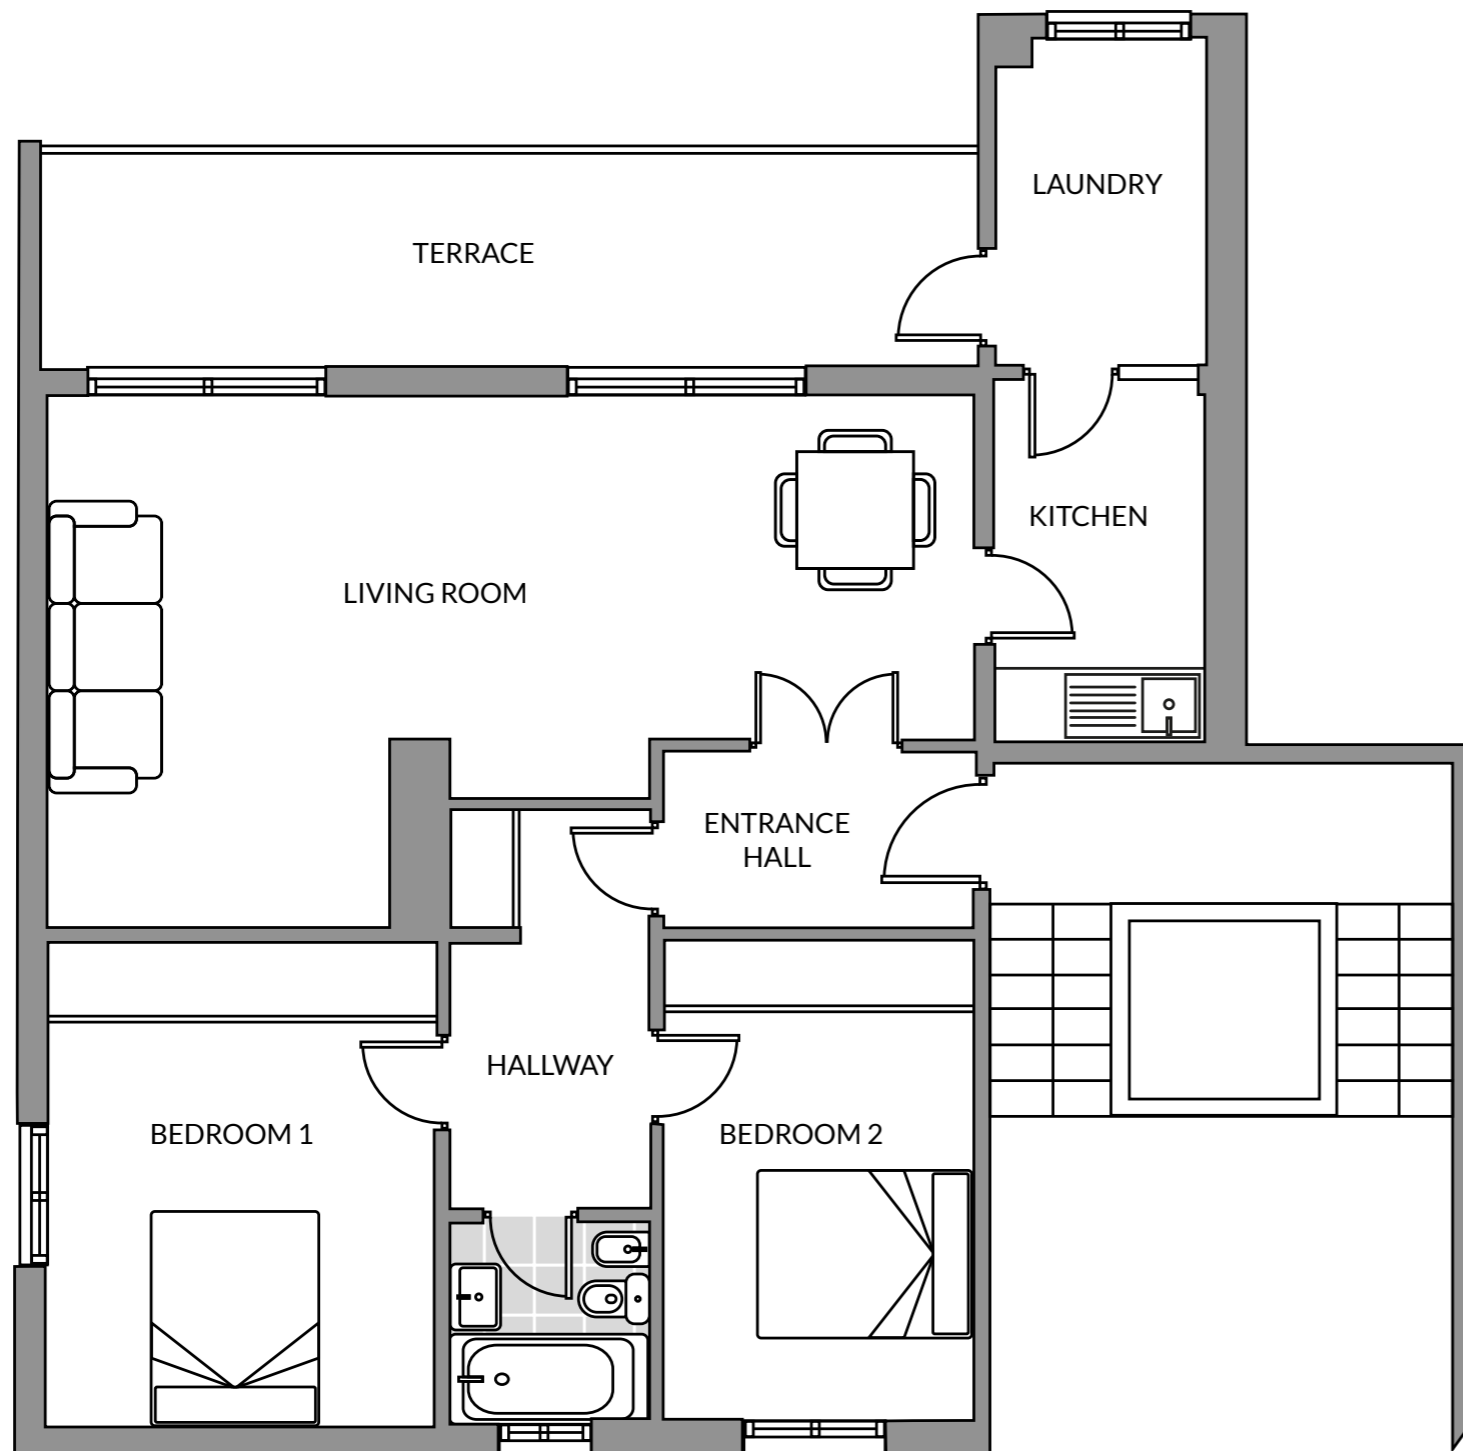 LAUNDRY
TERRACE
KITCHEN
LIVING ROOM
ENTRANCE
HALL
HALLWAY
BEDROOM 1
BEDROOM 2